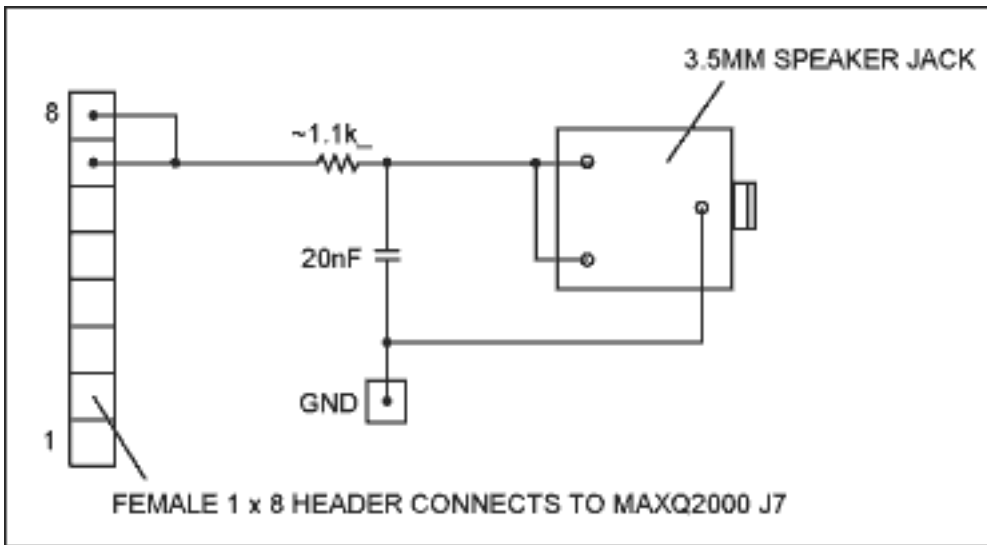 3.5MM SPEAKER JACK
8
~1.1k_
20nF
GND
1
FEMALE 1 x 8 HEADER CONNECTS TO MAXQ2000 J7